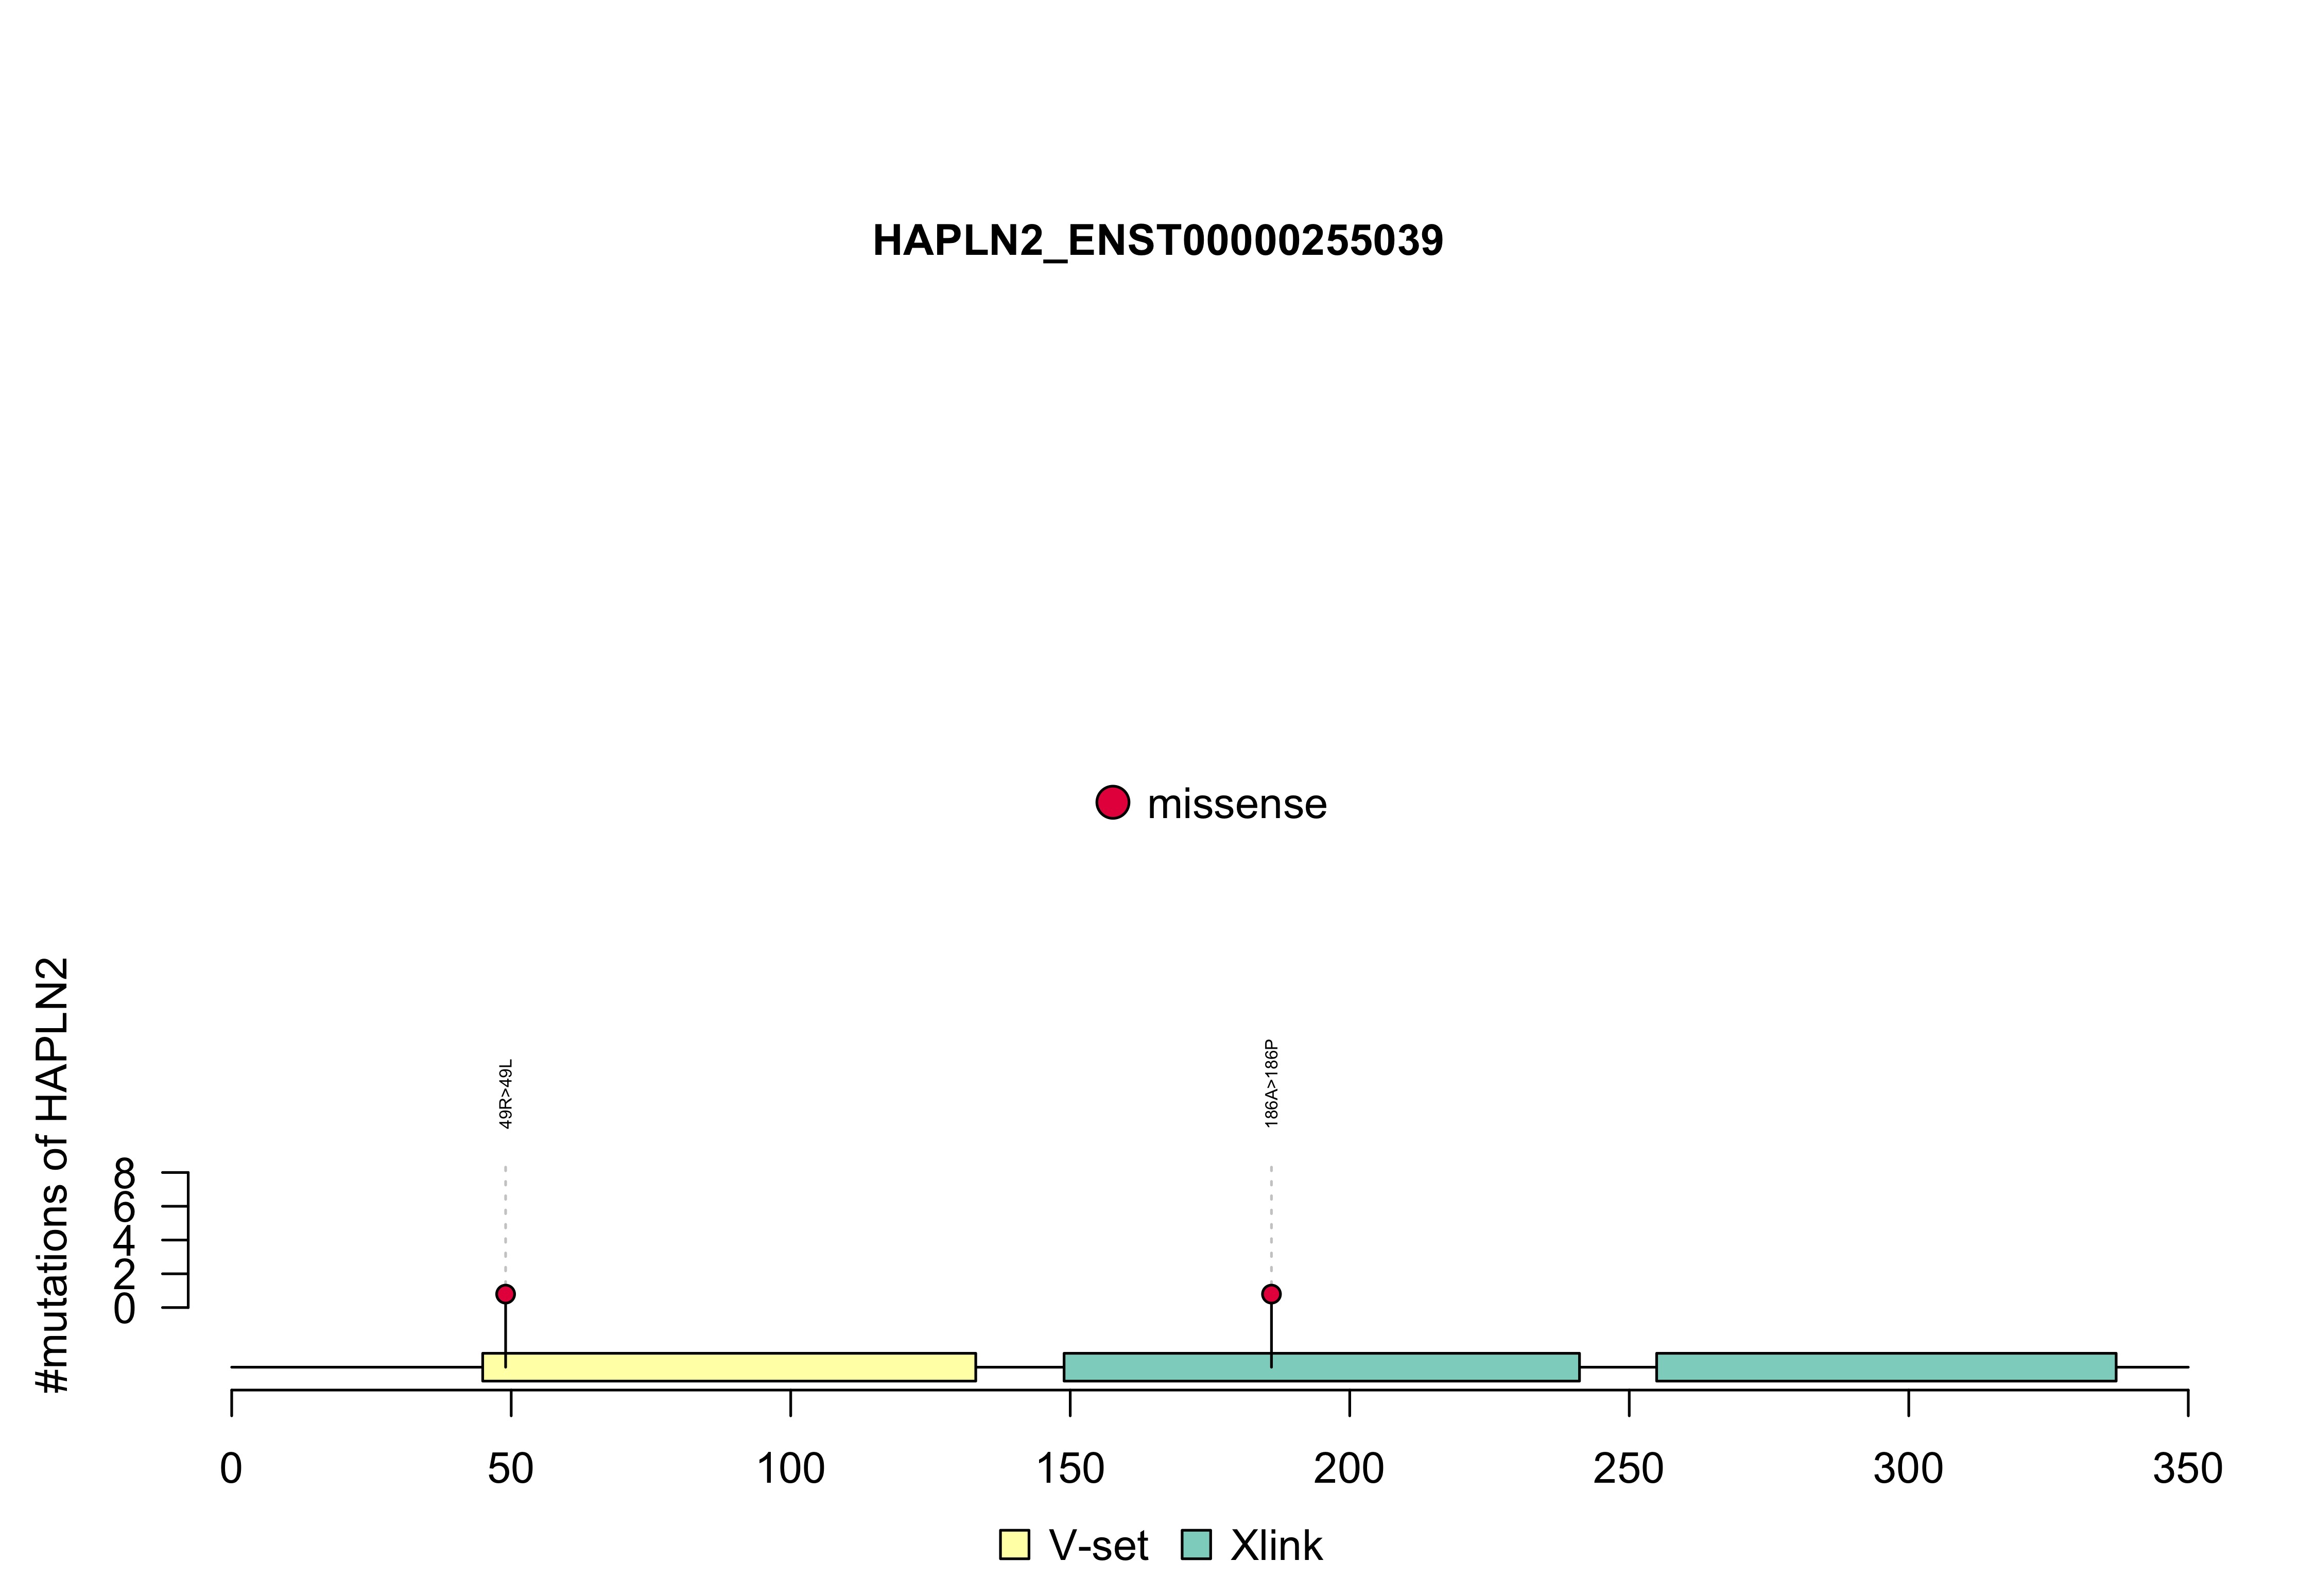 HAPLN2_ENST00000255039
missense
#mutations of HAPLN2
49R>49L
186A>186P
8
6
4
2
0
0 50 100 150 200 250 300 350
V-set Xlink